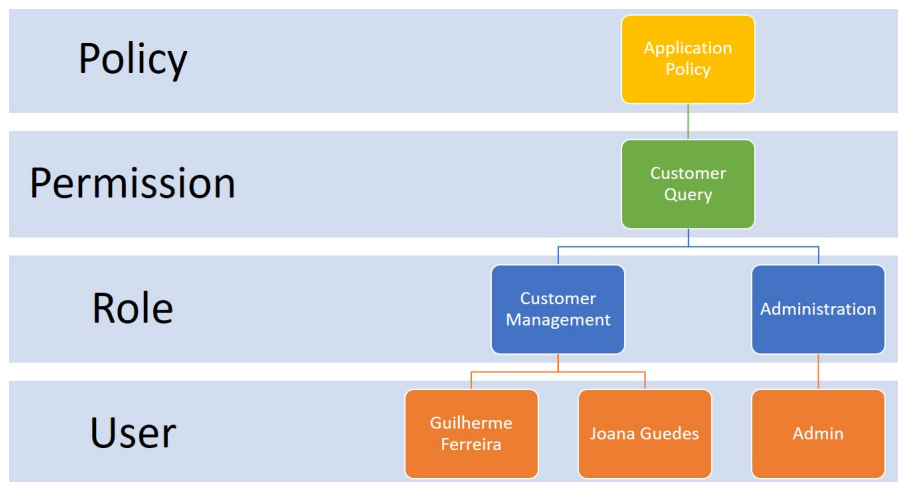 Policy
Application
Policy
Permission
Customer
Query
Role
Customer
Management
Administration
User
Guilherme
Ferreira
Joana Guedes
Admin